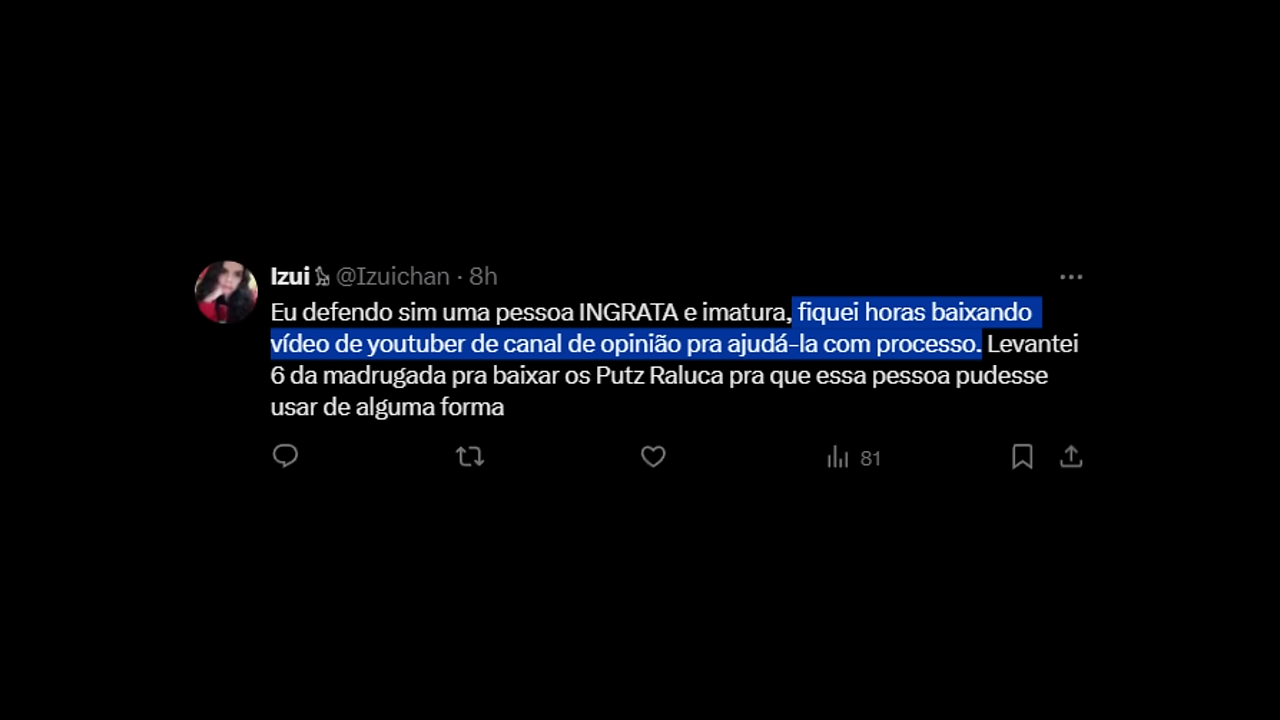 Izui @Izuichan · 8h
Eu defendo sim uma pessoa INGRATA e imatura, fiquei horas baixando
vídeo de youtuber de canal de opinião pra ajudá-la com processo. Levantei
6 da madrugada pra baixar os Putz Raluca pra que essa pessoa pudesse
usar de alguma forma
81